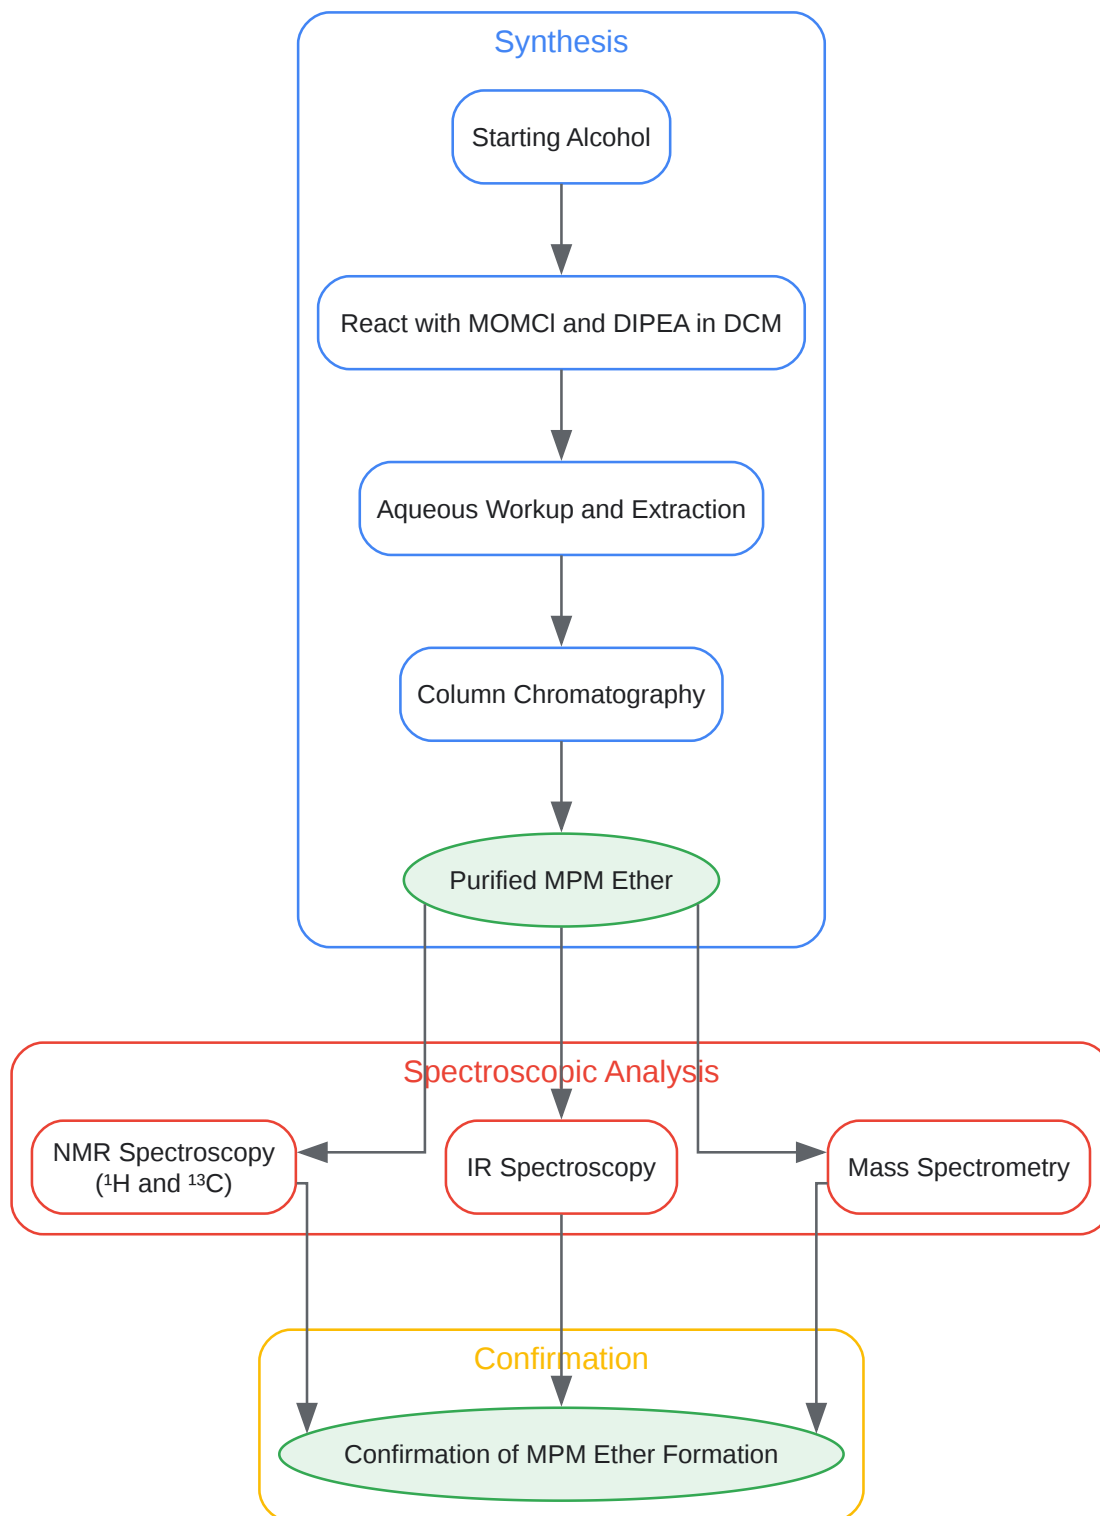 Synthesis
Starting Alcohol
React with MOMCl and DIPEA in DCM
Aqueous Workup and Extraction
Column Chromatography
Purified MPM Ether
Spectroscopic Analysis
NMR Spectroscopy
(¹H and ¹³C)
IR Spectroscopy
Mass Spectrometry
Confirmation
Confirmation of MPM Ether Formation